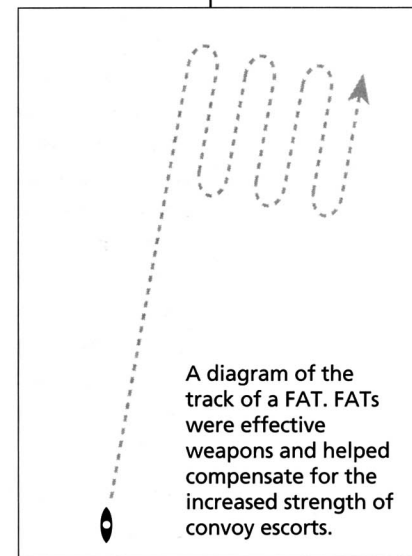 A diagram of the
track of a FAT. FATs
were effective
weapons and helped
compensate for the
increased strength of
convoy escorts.